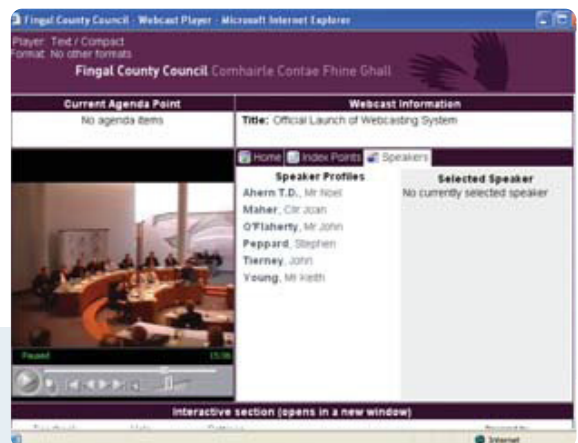 Fingal County Council - Webcast Player - Microsoft Internet Explorer
Player: Text / Compact
Format: No other formats
Fingal County Council Comhairle Contae Fhine Ghall
Current Agenda Point
No agenda items
Webcast Information
Title: Official Launch of Webcasting System
Home Index Points Speakers
Speaker Profiles
Ahern T.D., Mr Noel
Maher, Cllr Joan
O'Flaherty, Mr John
Peppard, Stephen
Tierney, John
Young, Mr Keith
Selected Speaker
No currently selected speaker
Paused
Interactive section (opens in a new window)
Internet